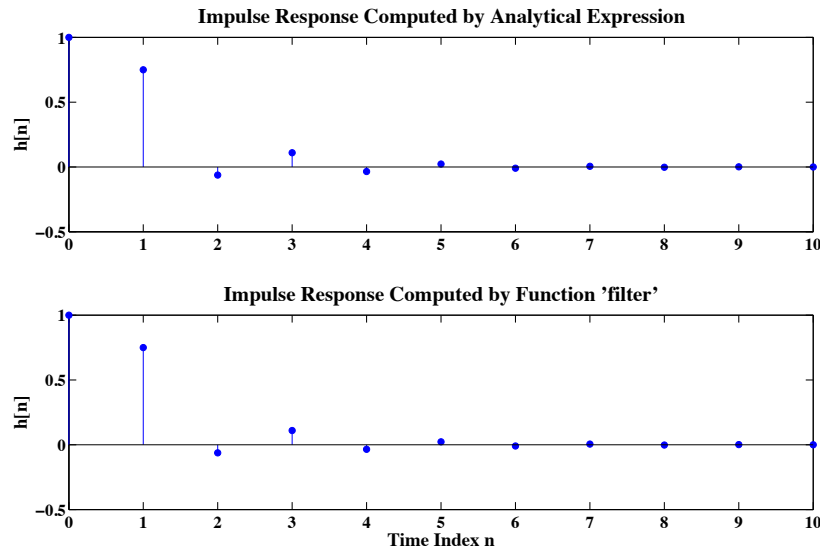 Impulse Response Computed by Analytical Expression
1
0.5
0
−0.5
h[n]
0 1 2 3 4 5 6 7 8 9 10
Impulse Response Computed by Function ’filter’
1
0.5
0
−0.5
h[n]
0 1 2 3 4 5 6 7 8 9 10
Time Index n